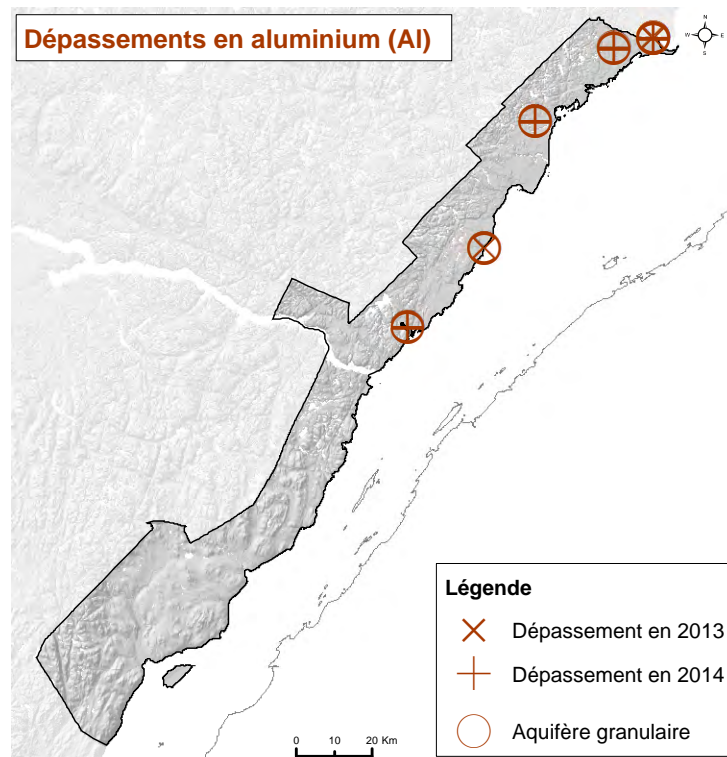 Dépassements en aluminium (Al)
N
W E
S
Légende
Dépassement en 2013
Dépassement en 2014
Aquifère granulaire
0 10 20 Km